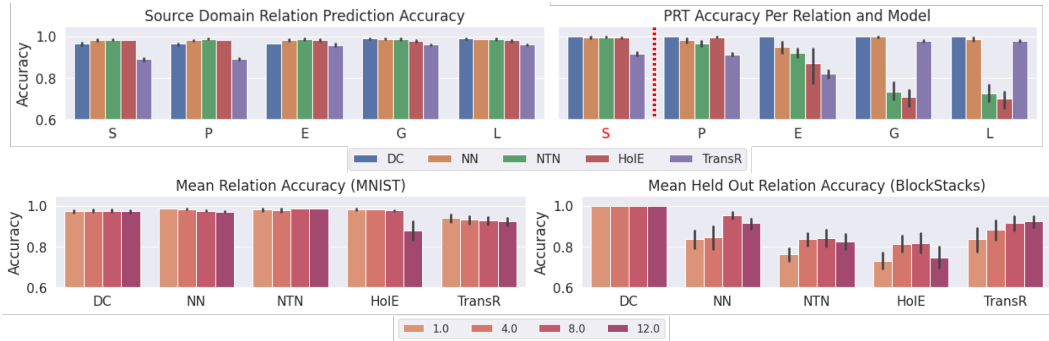 Source Domain Relation Prediction Accuracy
Accuracy
1.0
0.8
0.6
S P E G L
PRT Accuracy Per Relation and Model
S P E G L
DC NN NTN HolE TransR
Mean Relation Accuracy (MNIST)
Accuracy
1.0
0.8
0.6
DC NN NTN HolE TransR
Mean Held Out Relation Accuracy (BlockStacks)
Accuracy
1.0
0.8
0.6
DC NN NTN HolE TransR
1.0 4.0 8.0 12.0